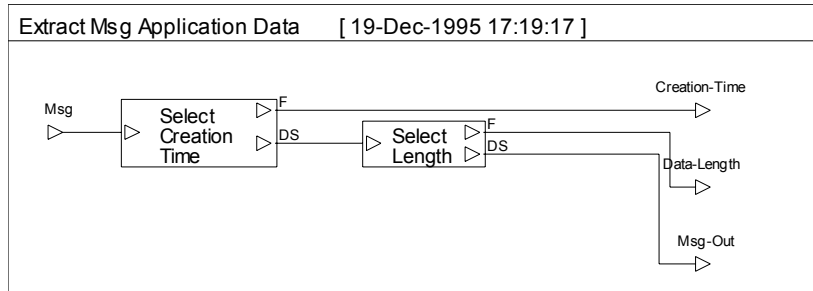 Extract Msg Application Data [ 19-Dec-1995 17:19:17 ]
Creation-Time
Msg
F
Select
Creation
Time
DS
F
Select
Length
DS
Data-Length
Msg-Out